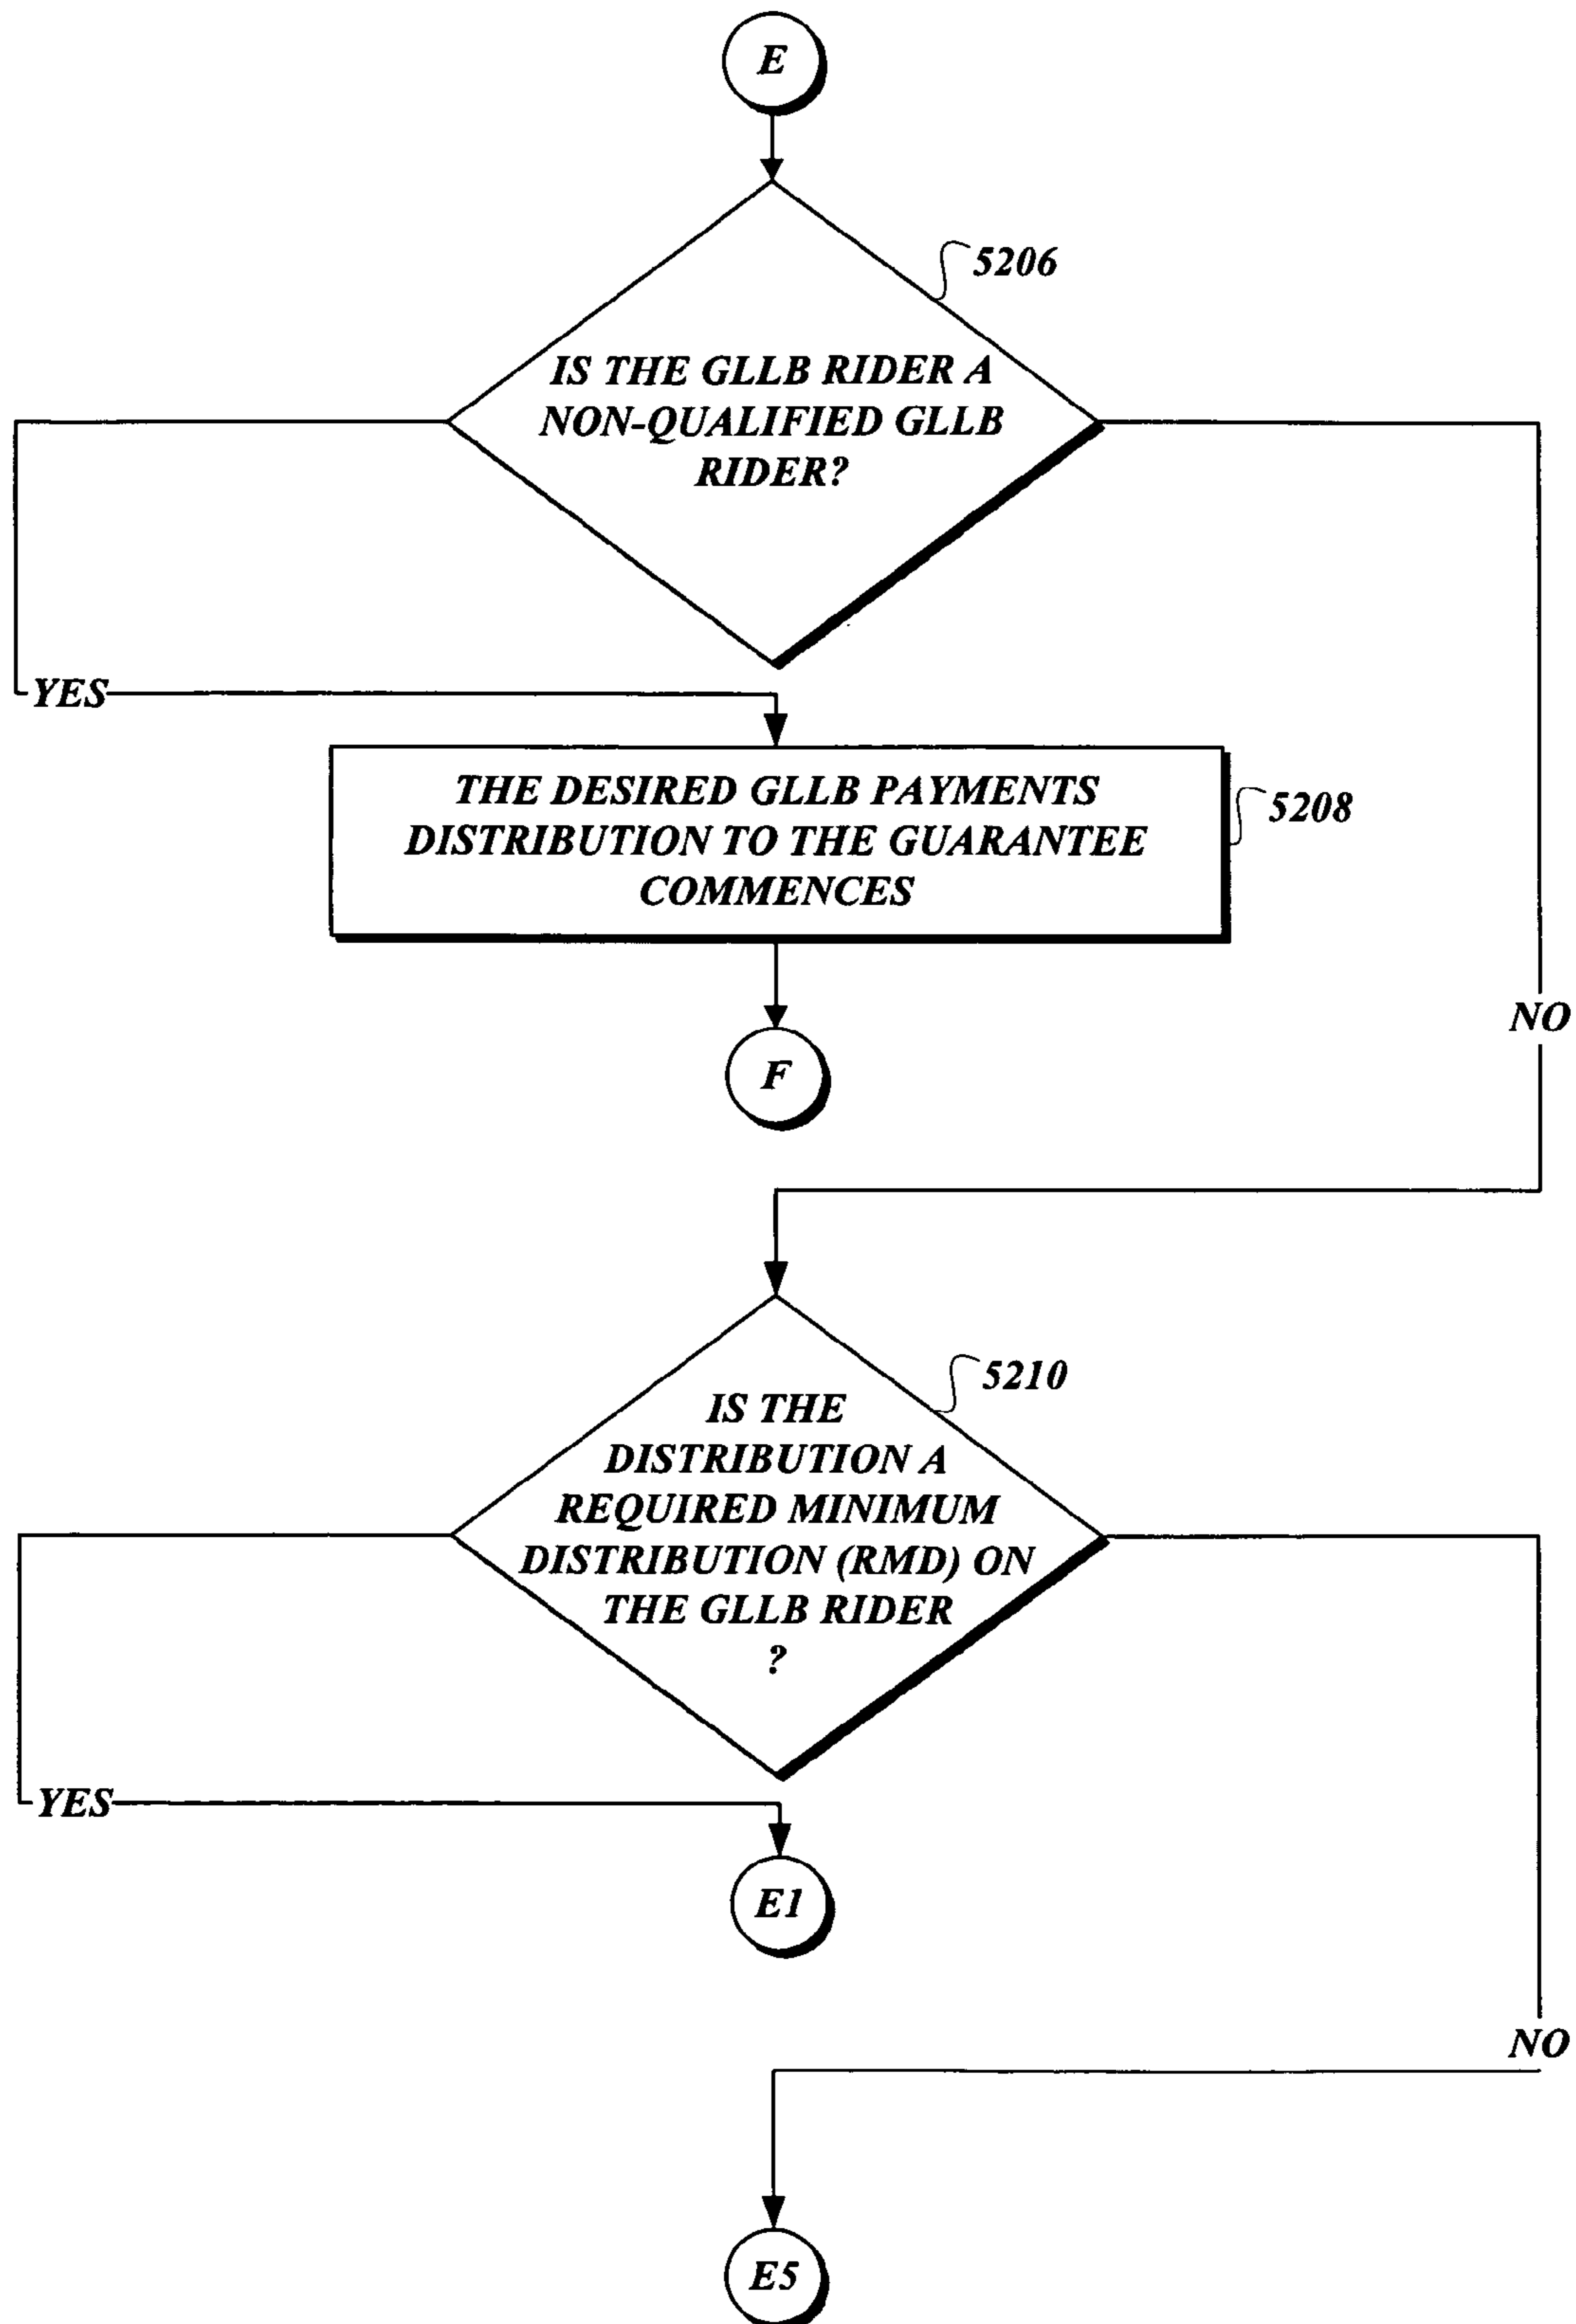 E
5206
IS THE GLLB RIDER A
NON-QUALIFIED GLLB
RIDER?
YES
THE DESIRED GLLB PAYMENTS
DISTRIBUTION TO THE GUARANTEE
COMMENCES
5208
NO
F
5210
IS THE
DISTRIBUTION A
REQUIRED MINIMUM
DISTRIBUTION (RMD) ON
THE GLLB RIDER
?
YES
E1
NO
E5